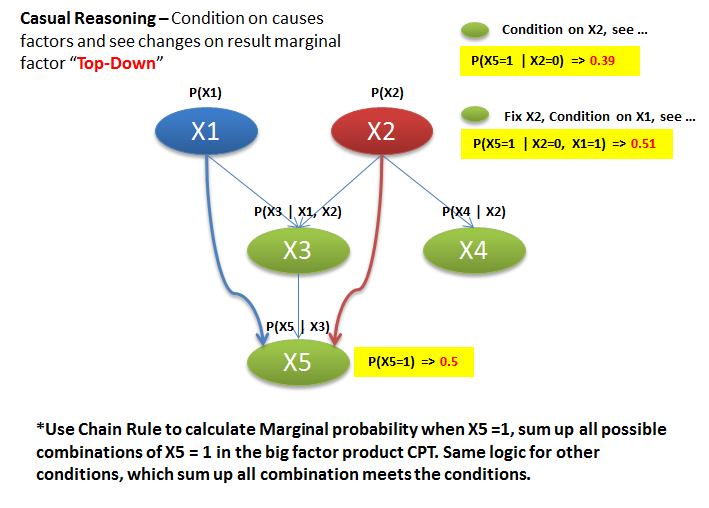 Casual Reasoning – Condition on causes
factors and see changes on result marginal
factor “Top-Down”
Condition on X2, see ...
P(X5=1 | X2=0) => 0.39
Fix X2, Condition on X1, see ...
P(X5=1 | X2=0, X1=1) => 0.51
P(X1)
P(X2)
X1
X2
P(X3 | X1, X2)
P(X4 | X2)
X3
X4
P(X5 | X3)
X5
P(X5=1) => 0.5
*Use Chain Rule to calculate Marginal probability when X5 =1, sum up all possible
combinations of X5 = 1 in the big factor product CPT. Same logic for other
conditions, which sum up all combination meets the conditions.